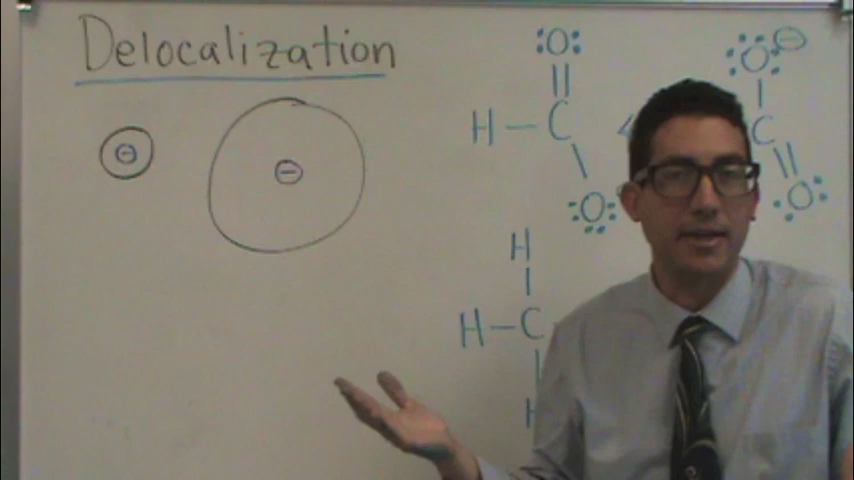 Delocalization
⊖ ⊖
:O: :O: ⊖
H–C C
O: O:
H
H–C
H